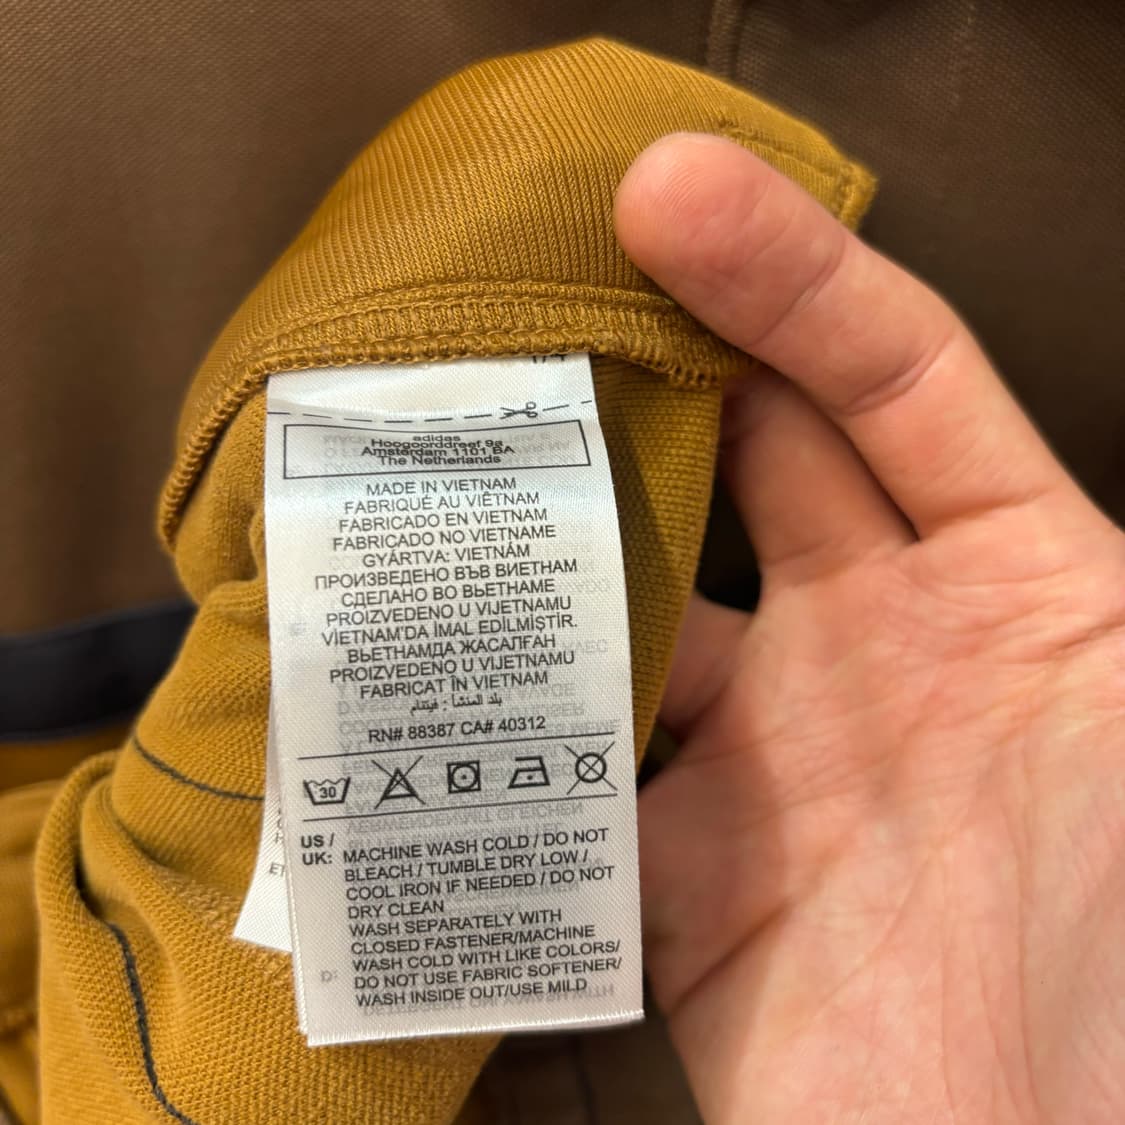 adidas
Hoogoorddreef 9a
Amsterdam 1101 BA
The Netherlands
MADE IN VIETNAM
FABRIQUÉ AU VIÊTNAM
FABRICADO EN VIETNAM
FABRICADO NO VIETNAME
GYÁRTVA: VIETNÁM
ПРОИЗВЕДЕНО ВЪВ ВИЕТНАМ
СДЕЛАНО ВО ВЬЕТНАМЕ
PROIZVEDENO U VIJETNAMU
VİETNAM'DA İMAL EDİLMİŞTİR.
ВЬЕТНАМДА ЖАСАЛҒАН
PROIZVEDENO U VIJETNAMU
FABRICAT ÎN VIETNAM
بلد المنشأ : فيتنام
RN# 88387 CA# 40312
30
US /
UK: MACHINE WASH COLD / DO NOT
BLEACH / TUMBLE DRY LOW /
COOL IRON IF NEEDED / DO NOT
DRY CLEAN
WASH SEPARATELY WITH
CLOSED FASTENER/MACHINE
WASH COLD WITH LIKE COLORS/
DO NOT USE FABRIC SOFTENER/
WASH INSIDE OUT/USE MILD